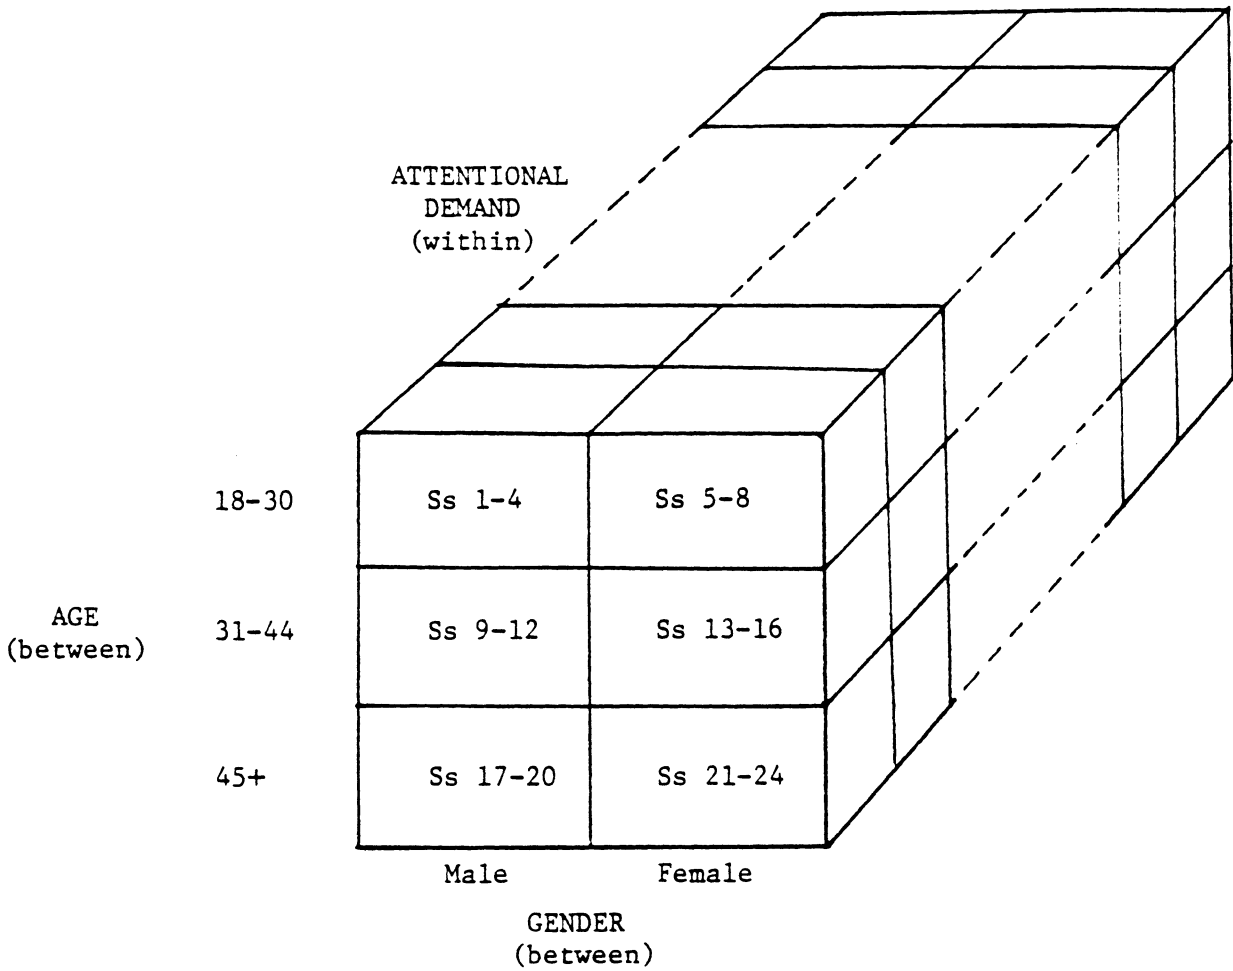 ATTENTIONAL
DEMAND
(within)
18-30 Ss 1-4 Ss 5-8
AGE
(between)
31-44 Ss 9-12 Ss 13-16
45+ Ss 17-20 Ss 21-24
Male Female
GENDER
(between)